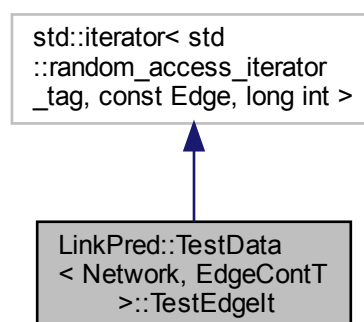 std::iterator< std
::random_access_iterator
_tag, const Edge, long int >
LinkPred::TestData
< Network, EdgeContT
>::TestEdgeIt